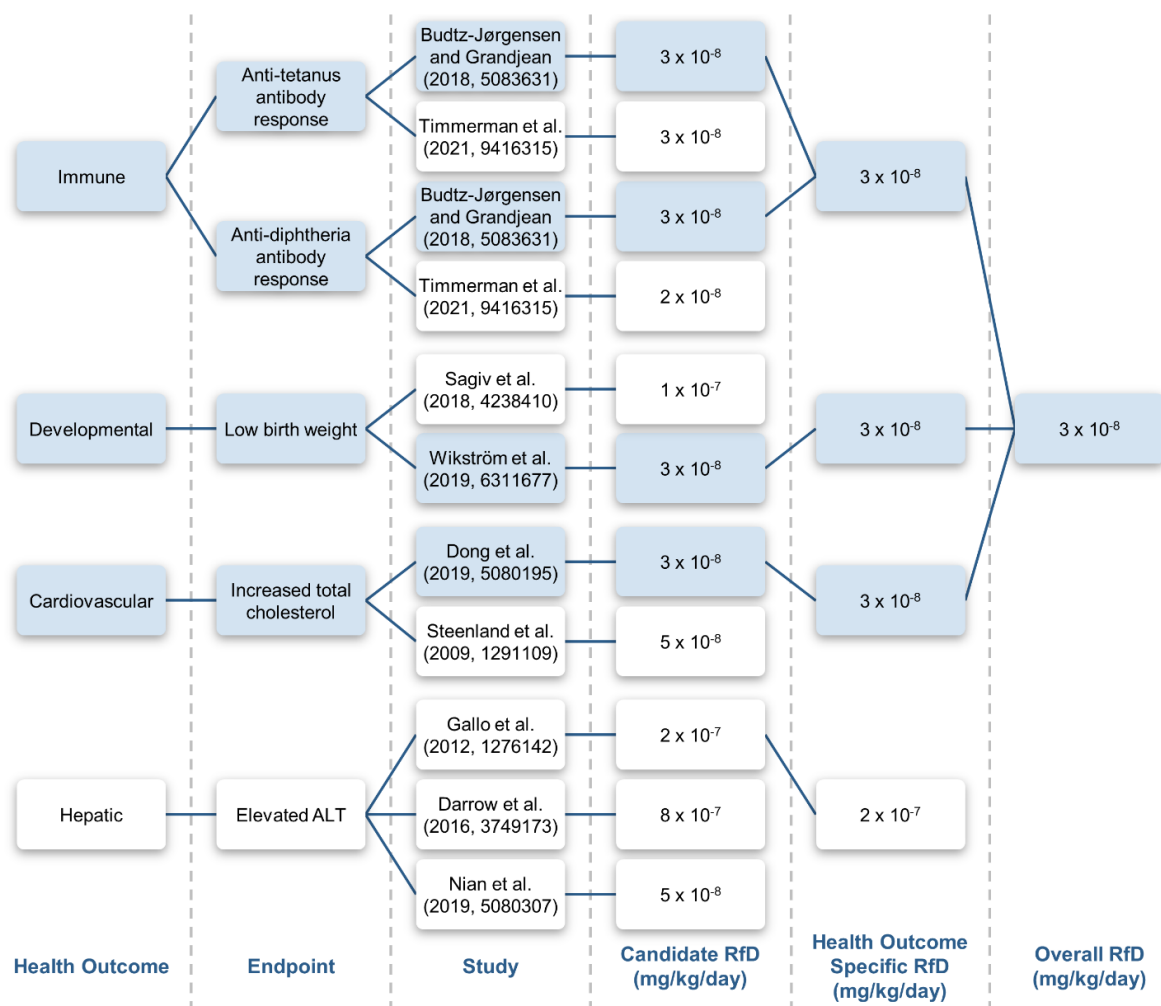 Immune
Anti-tetanus
antibody
response
Budtz-Jørgensen
and Grandjean
(2018, 5083631)
3 x 10⁻⁸
Timmerman et al.
(2021, 9416315)
3 x 10⁻⁸
Anti-diphtheria
antibody
response
Budtz-Jørgensen
and Grandjean
(2018, 5083631)
3 x 10⁻⁸
Timmerman et al.
(2021, 9416315)
2 x 10⁻⁸
3 x 10⁻⁸
Developmental
Low birth weight
Sagiv et al.
(2018, 4238410)
1 x 10⁻⁷
Wikström et al.
(2019, 6311677)
3 x 10⁻⁸
3 x 10⁻⁸
3 x 10⁻⁸
Cardiovascular
Increased total
cholesterol
Dong et al.
(2019, 5080195)
3 x 10⁻⁸
Steenland et al.
(2009, 1291109)
5 x 10⁻⁸
3 x 10⁻⁸
Hepatic
Elevated ALT
Gallo et al.
(2012, 1276142)
2 x 10⁻⁷
Darrow et al.
(2016, 3749173)
8 x 10⁻⁷
Nian et al.
(2019, 5080307)
5 x 10⁻⁸
2 x 10⁻⁷
Health Outcome
Endpoint
Study
Candidate RfD
(mg/kg/day)
Health Outcome
Specific RfD
(mg/kg/day)
Overall RfD
(mg/kg/day)